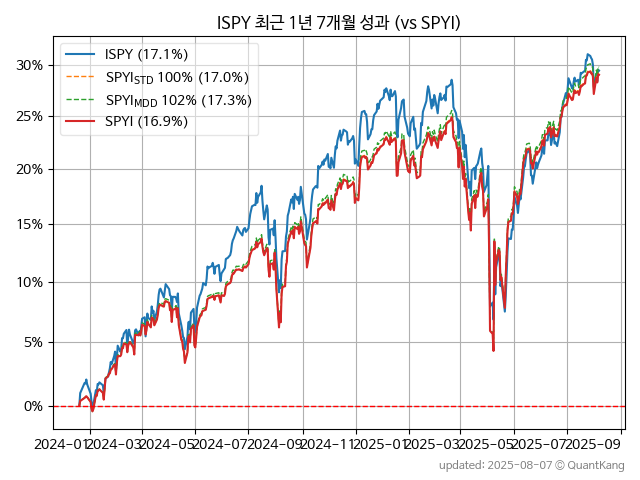 ISPY 최근 1년 7개월 성과 (vs SPYI)
ISPY (17.1%)
SPYI_STD 100% (17.0%)
SPYI_MDD 102% (17.3%)
SPYI (16.9%)
30%
25%
20%
15%
10%
5%
0%
2024-01 2024-03 2024-05 2024-07 2024-09 2024-11 2025-01 2025-03 2025-05 2025-07 2025-09
updated: 2025-08-07 © QuantKang